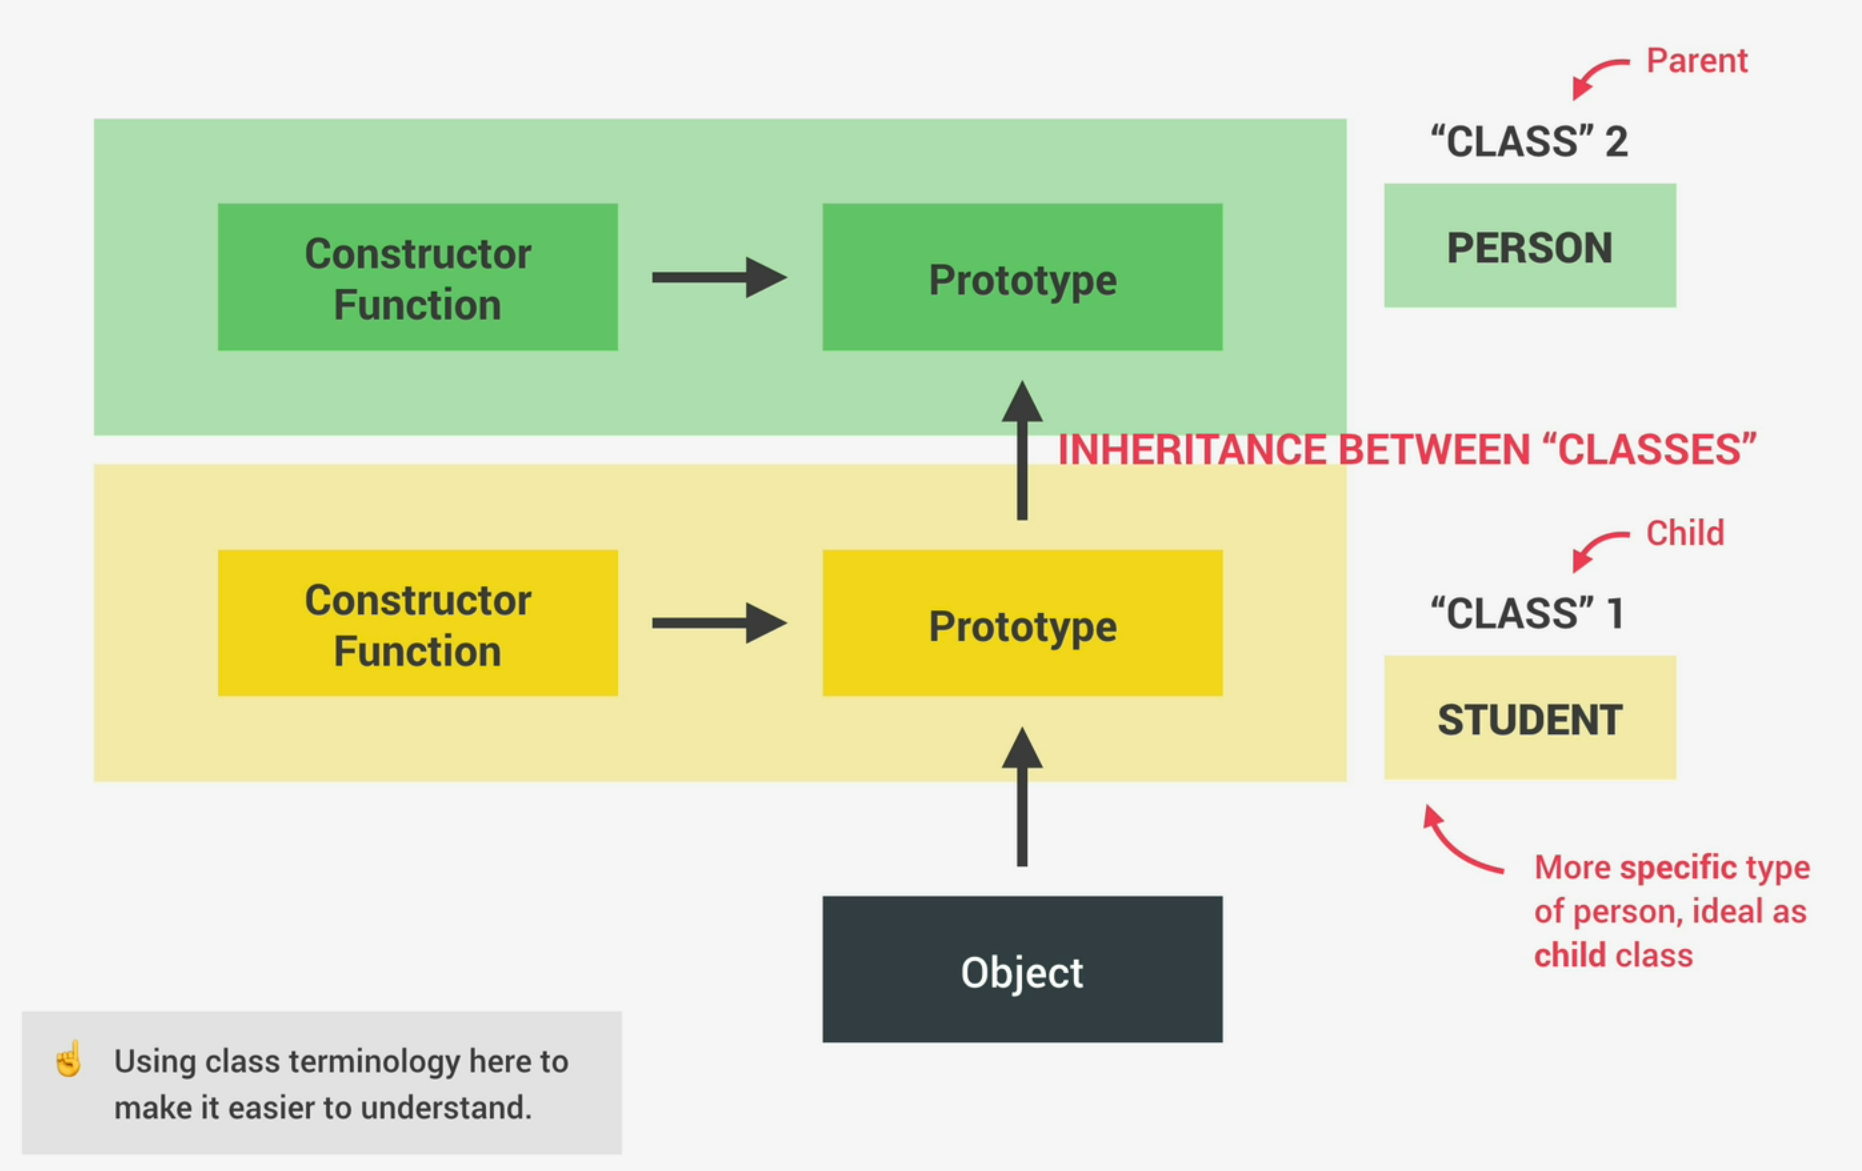 Parent
“CLASS” 2
PERSON
Constructor
Function
Prototype
INHERITANCE BETWEEN “CLASSES”
Child
“CLASS” 1
STUDENT
Constructor
Function
Prototype
More specific type
of person, ideal as
child class
Object
Using class terminology here to
make it easier to understand.